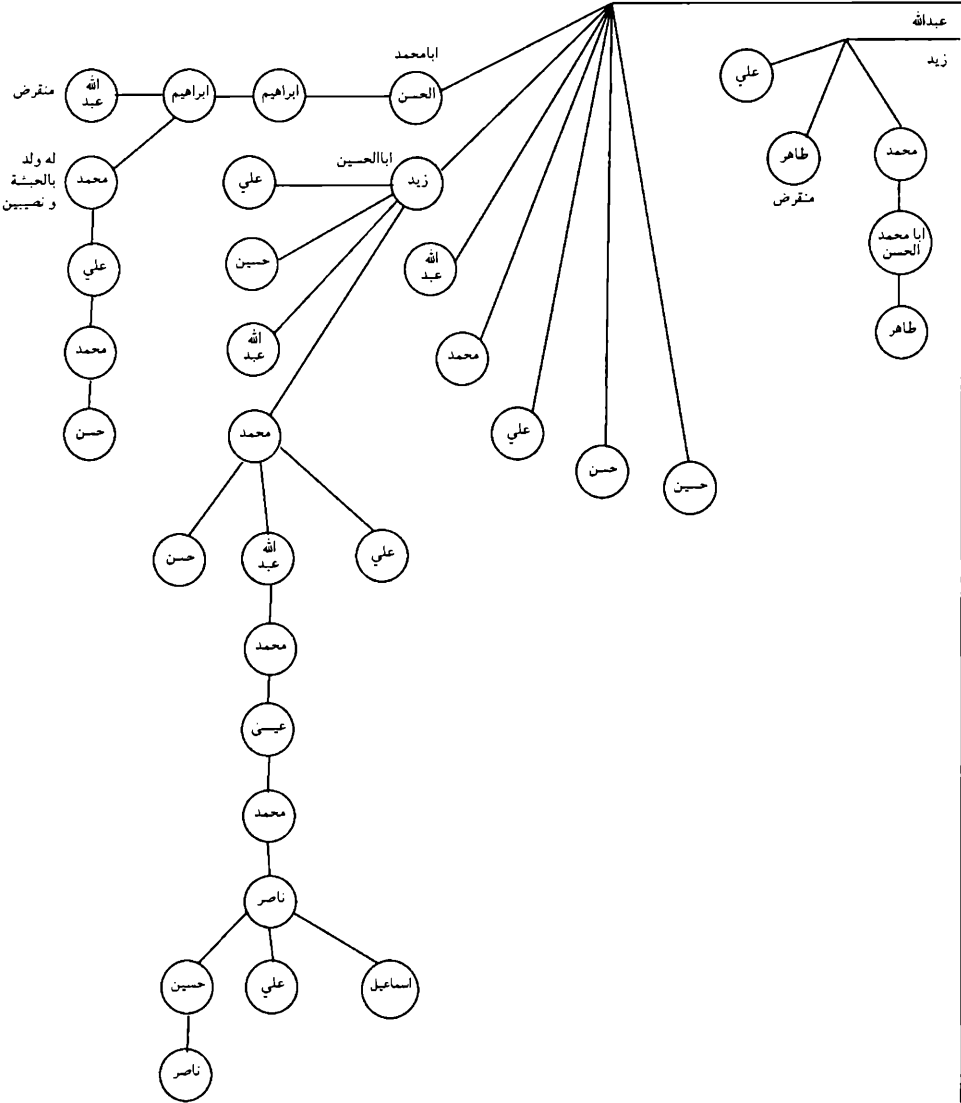 عبدالله
زيد
علي
طاهر
منقرض
محمد
ابا محمد
الحسن
طاهر
ابامحمد
الحسن
ابراهيم
ابراهيم
الله
عبد
منقرض
محمد
له ولد
بالحبشة
و نصيبين
علي
محمد
حسن
اباالحسين
زيد
علي
حسين
الله
عبد
محمد
الله
عبد
محمد
علي
حسن
حسين
علي
الله
عبد
حسن
محمد
عيسى
محمد
ناصر
اسماعيل
علي
حسين
ناصر